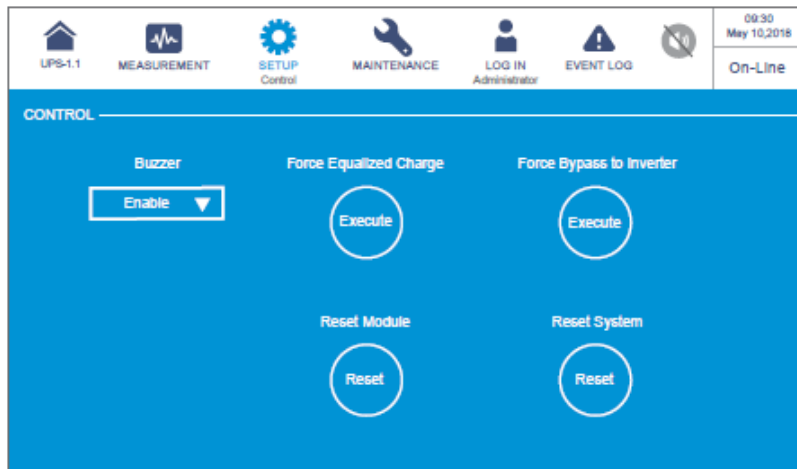 09:30
May 10,2018
UPS-1.1
MEASUREMENT
SETUP
Control
MAINTENANCE
LOG IN
Administrator
EVENT LOG
On-Line
CONTROL
Buzzer
Force Equalized Charge
Force Bypass to Inverter
Enable
Execute
Execute
Reset Module
Reset System
Reset
Reset